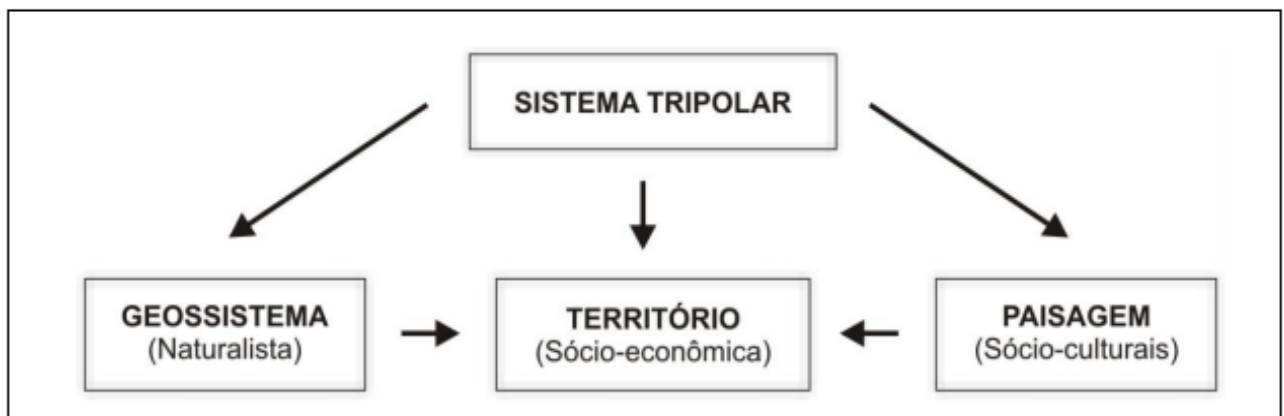 SISTEMA TRIPOLAR
GEOSSISTEMA
(Naturalista)
TERRITÓRIO
(Sócio-econômica)
PAISAGEM
(Sócio-culturais)